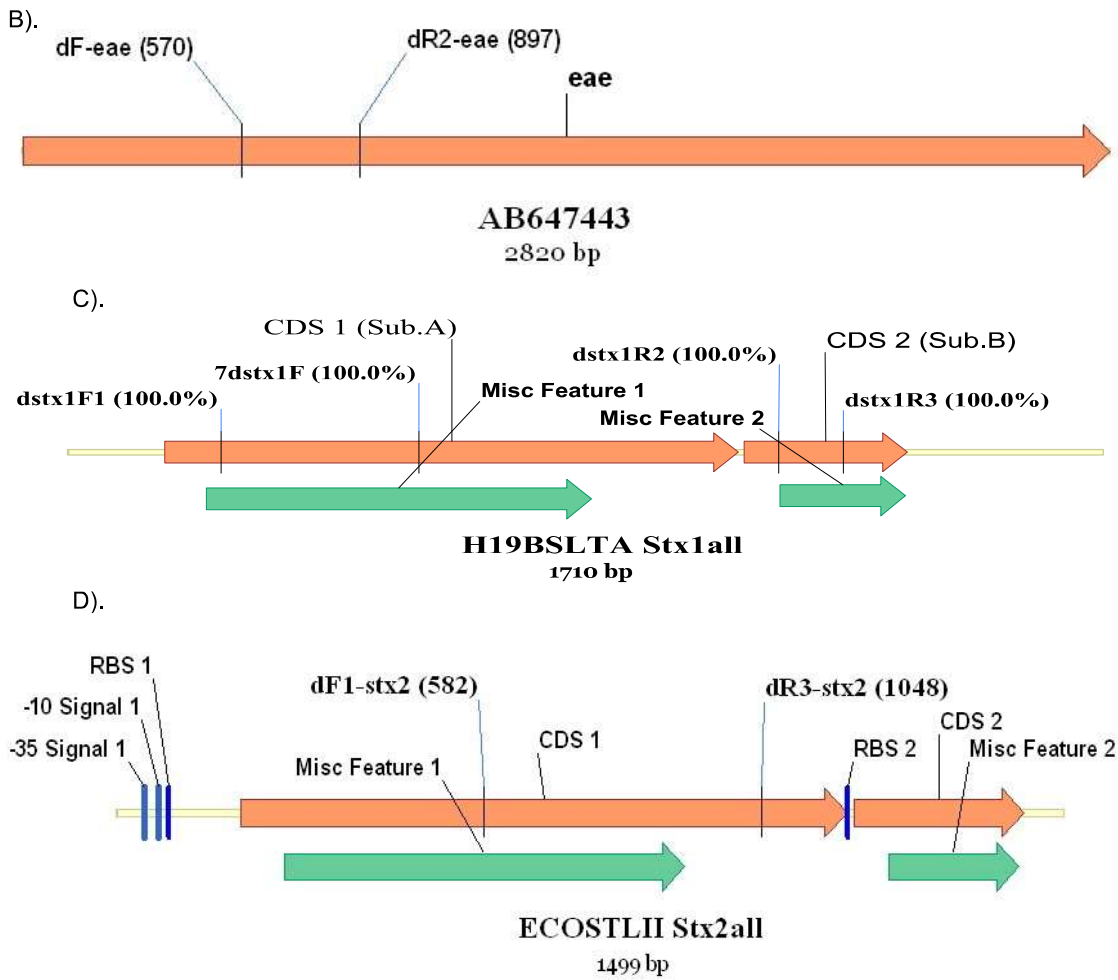 B).
dF-eae (570)
dR2-eae (897)
eae
AB647443
2820 bp
C).
CDS 1 (Sub.A)
CDS 2 (Sub.B)
dstx1R2 (100.0%)
7dstx1F (100.0%)
Misc Feature 1
dstx1F1 (100.0%)
Misc Feature 2
dstx1R3 (100.0%)
H19BSLTA Stx1all
1710 bp
D).
RBS 1
dF1-stx2 (582)
dR3-stx2 (1048)
-10 Signal 1
CDS 2
-35 Signal 1
CDS 1
RBS 2
Misc Feature 2
Misc Feature 1
ECOSTLII Stx2all
1499 bp